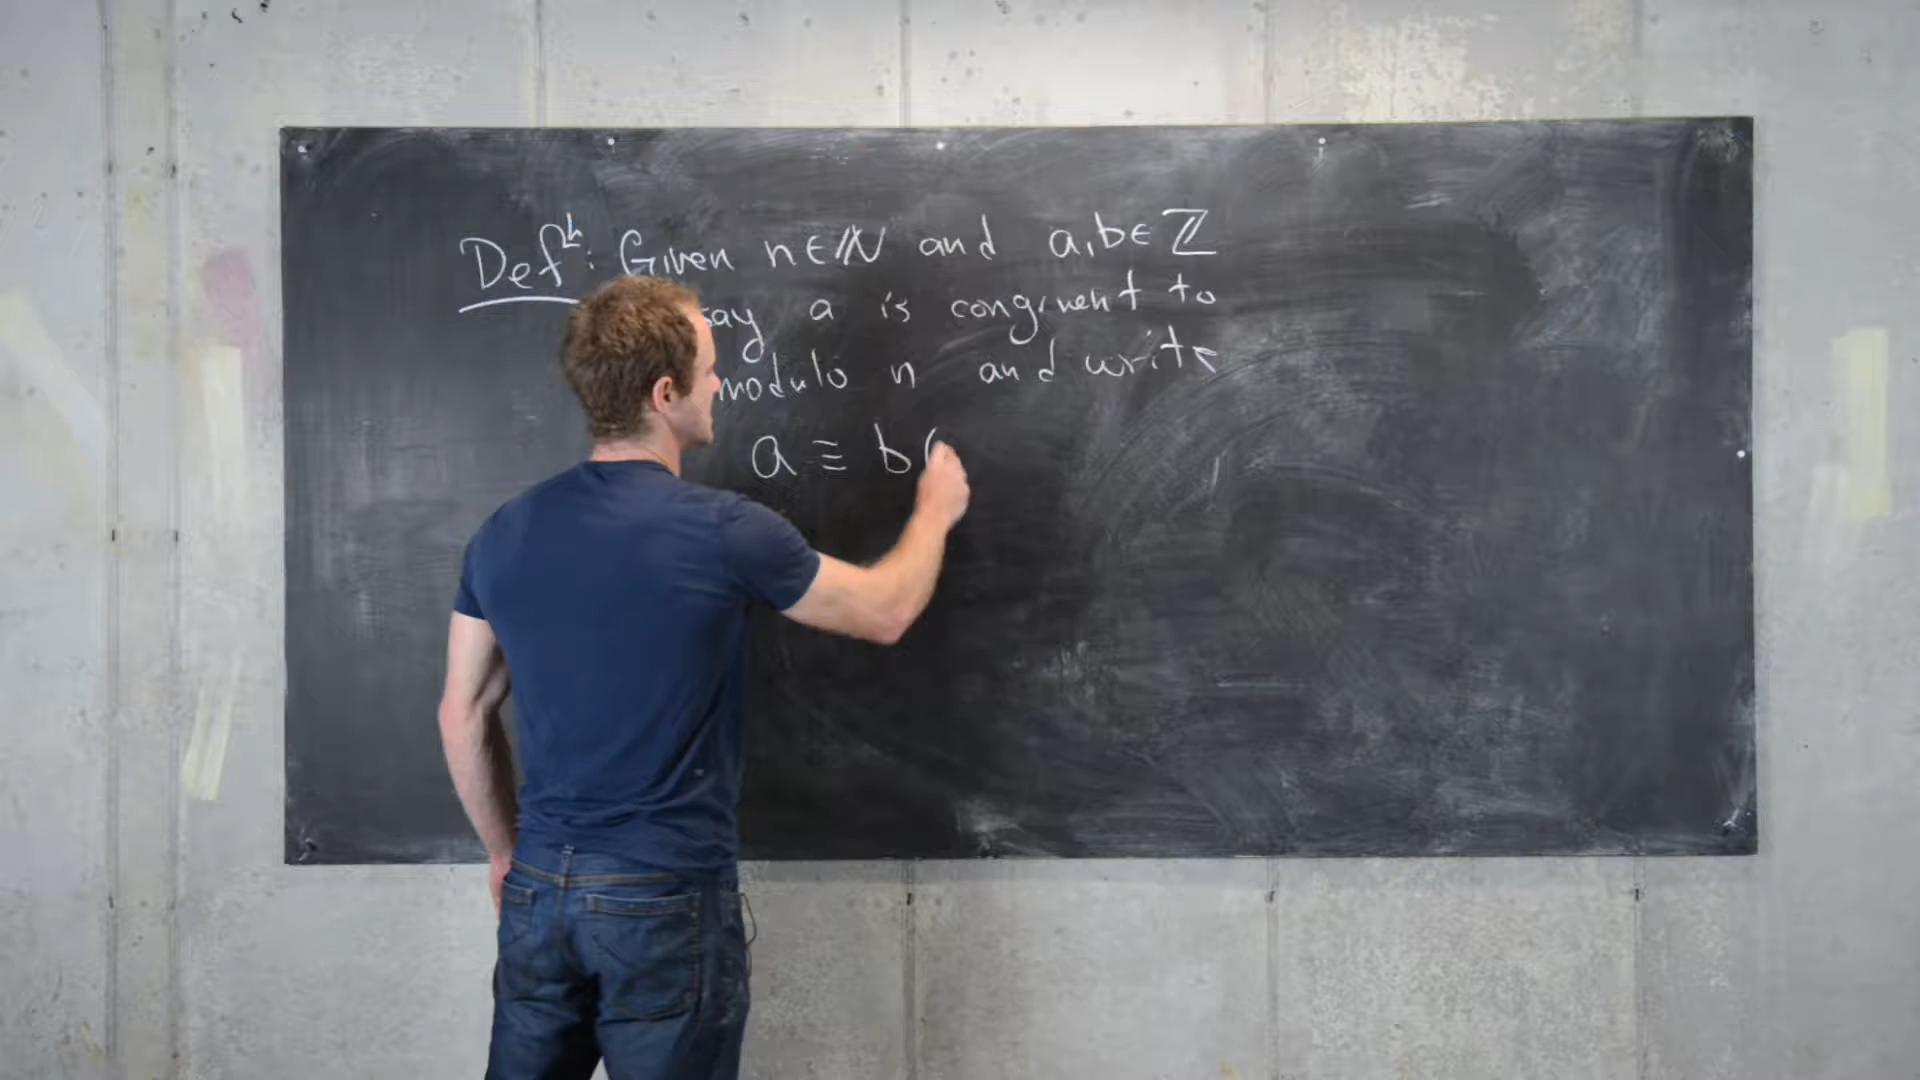 Defⁿ: Given n∈ℕ and a,b∈ℤ
say a is congruent to
modulo n and write
a ≡ b(